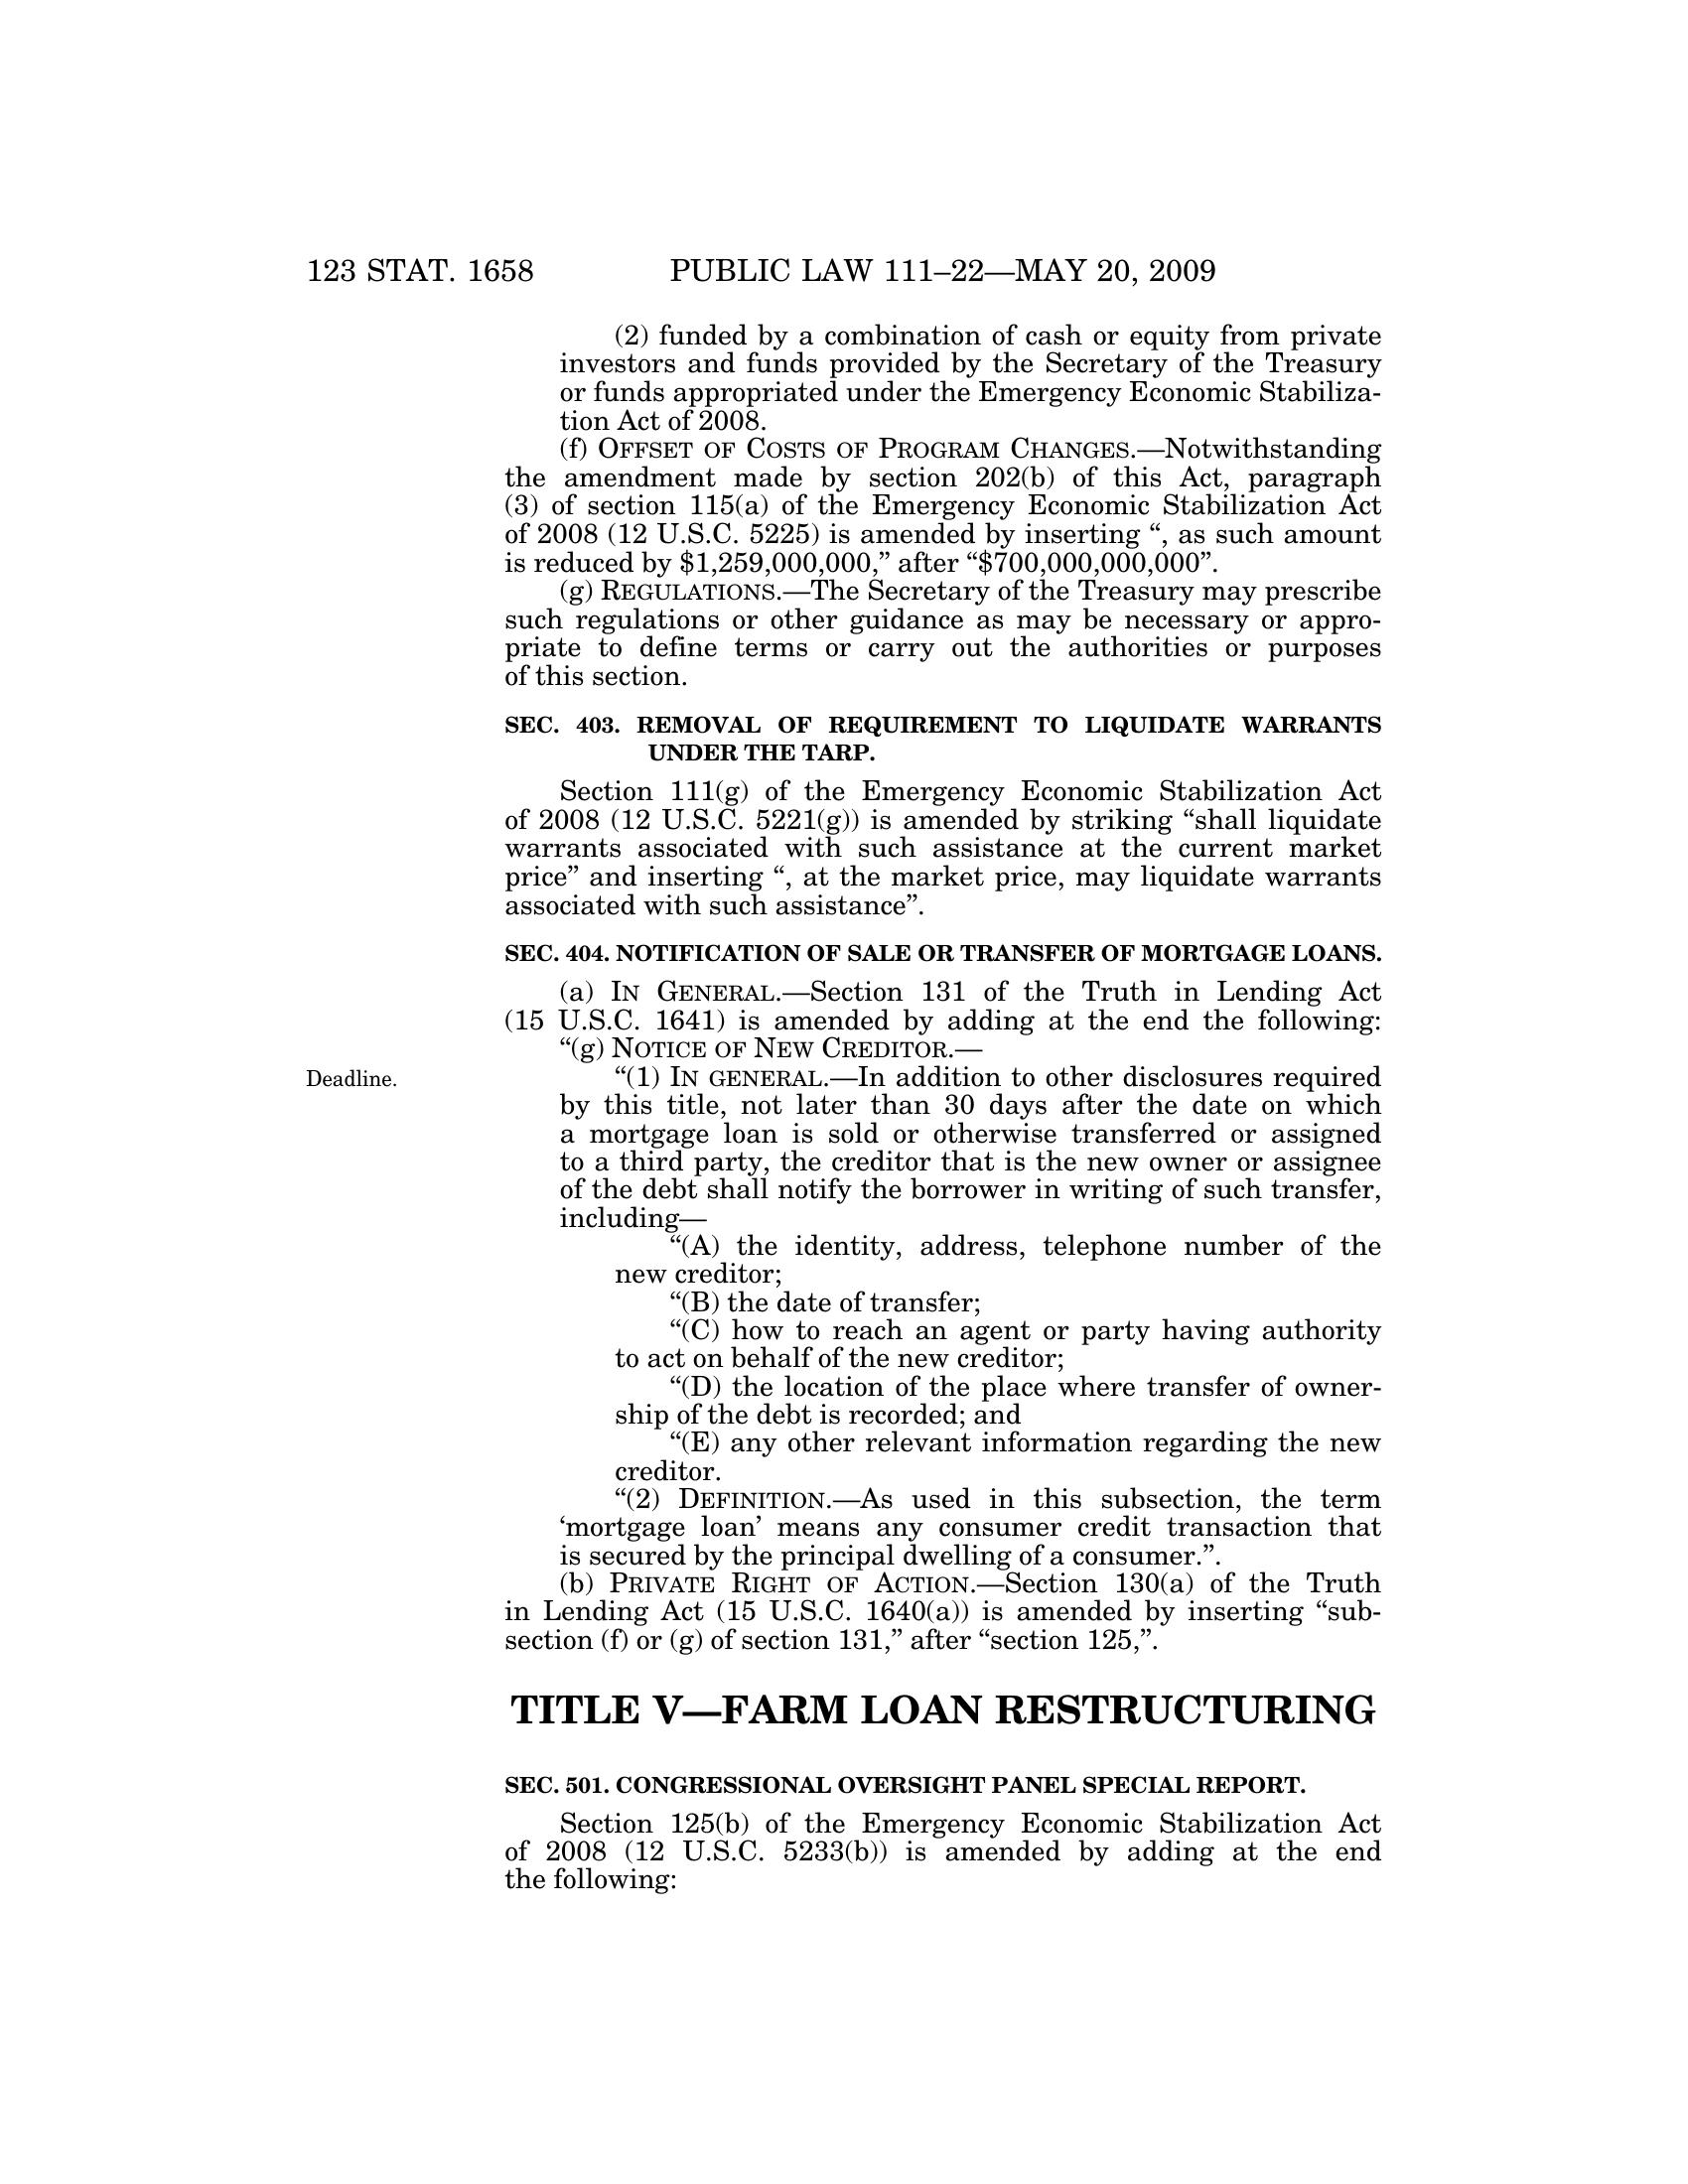 123 STAT. 1658
PUBLIC LAW 111–22—MAY 20, 2009
(2) funded by a combination of cash or equity from private
investors and funds provided by the Secretary of the Treasury
or funds appropriated under the Emergency Economic Stabiliza-
tion Act of 2008.
(f) OFFSET OF COSTS OF PROGRAM CHANGES.—Notwithstanding
the amendment made by section 202(b) of this Act, paragraph
(3) of section 115(a) of the Emergency Economic Stabilization Act
of 2008 (12 U.S.C. 5225) is amended by inserting “, as such amount
is reduced by $1,259,000,000,” after “$700,000,000,000”.
(g) REGULATIONS.—The Secretary of the Treasury may prescribe
such regulations or other guidance as may be necessary or appro-
priate to define terms or carry out the authorities or purposes
of this section.
SEC. 403. REMOVAL OF REQUIREMENT TO LIQUIDATE WARRANTS
UNDER THE TARP.
Section 111(g) of the Emergency Economic Stabilization Act
of 2008 (12 U.S.C. 5221(g)) is amended by striking “shall liquidate
warrants associated with such assistance at the current market
price” and inserting “, at the market price, may liquidate warrants
associated with such assistance”.
SEC. 404. NOTIFICATION OF SALE OR TRANSFER OF MORTGAGE LOANS.
(a) IN GENERAL.—Section 131 of the Truth in Lending Act
(15 U.S.C. 1641) is amended by adding at the end the following:
“(g) NOTICE OF NEW CREDITOR.—
Deadline.
“(1) IN GENERAL.—In addition to other disclosures required
by this title, not later than 30 days after the date on which
a mortgage loan is sold or otherwise transferred or assigned
to a third party, the creditor that is the new owner or assignee
of the debt shall notify the borrower in writing of such transfer,
including—
“(A) the identity, address, telephone number of the
new creditor;
“(B) the date of transfer;
“(C) how to reach an agent or party having authority
to act on behalf of the new creditor;
“(D) the location of the place where transfer of owner-
ship of the debt is recorded; and
“(E) any other relevant information regarding the new
creditor.
“(2) DEFINITION.—As used in this subsection, the term
‘mortgage loan’ means any consumer credit transaction that
is secured by the principal dwelling of a consumer.”.
(b) PRIVATE RIGHT OF ACTION.—Section 130(a) of the Truth
in Lending Act (15 U.S.C. 1640(a)) is amended by inserting “sub-
section (f) or (g) of section 131,” after “section 125,”.
TITLE V—FARM LOAN RESTRUCTURING
SEC. 501. CONGRESSIONAL OVERSIGHT PANEL SPECIAL REPORT.
Section 125(b) of the Emergency Economic Stabilization Act
of 2008 (12 U.S.C. 5233(b)) is amended by adding at the end
the following: